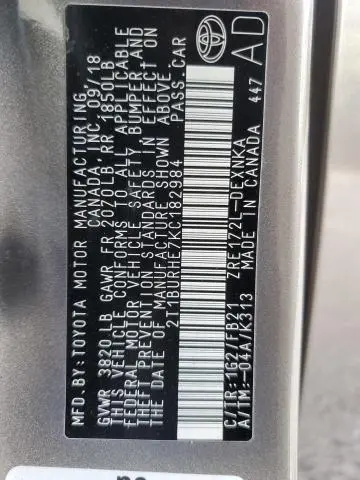 MFD. BY: TOYOTA MOTOR MANUFACTURING
CANADA, INC. 09/18
GVWR 3820LB GAWR FR 2070LB RR 1850LB
THIS VEHICLE CONFORMS TO ALL APPLICABLE
FEDERAL MOTOR VEHICLE SAFETY, BUMPER, AND
THEFT PREVENTION STANDARDS IN EFFECT ON
THE DATE OF MANUFACTURE SHOWN ABOVE.
2T1BURHE7KC182984 PASS. CAR
C/TR: 1G2/FB21 ZRE172L-DEXNKA
A/TM: -04A/K313 MADE IN CANADA
447
AD